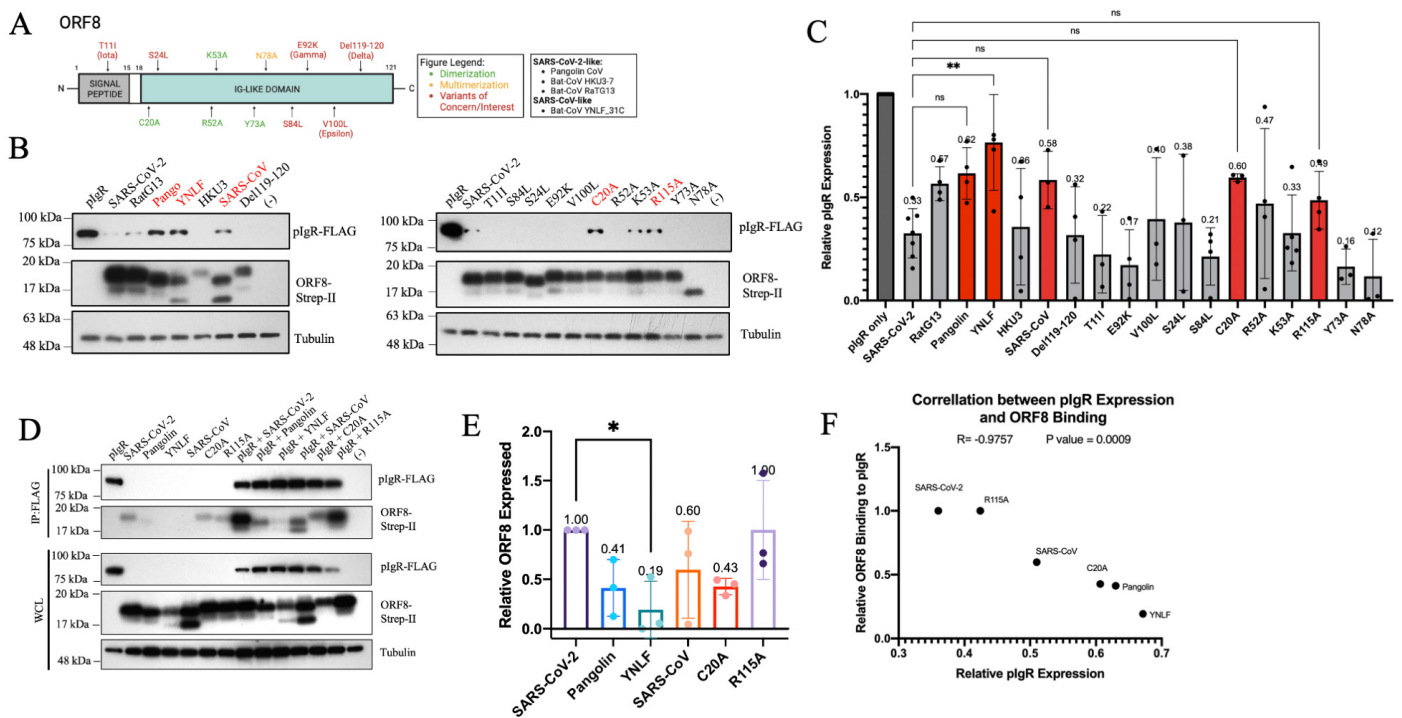 A
ORF8
T11I
(Iota)
S24L
K53A
N78A
E92K
(Gamma)
Del119-120
(Delta)
1
15
18
121
N
SIGNAL
PEPTIDE
IG-LIKE DOMAIN
C
C20A
R52A
Y73A
S84L
V100L
(Epsilon)
Figure Legend:
• Dimerization
• Multimerization
• Variants of
Concern/Interest
SARS-CoV-2-like:
• Pangolin CoV
• Bat-CoV HKU3-7
• Bat-CoV RaTG13
SARS-CoV-like
• Bat-CoV YNLF_31C
B
pIgR
SARS-CoV-2
RaTG13
Pango
YNLF
HKU3
SARS-CoV
Del119-120
(-)
100 kDa
75 kDa
20 kDa
17 kDa
63 kDa
48 kDa
pIgR-FLAG
ORF8-
Strep-II
Tubulin
pIgR
SARS-CoV-2
T11I
S84L
S24L
E92K
V100L
C20A
R52A
K53A
R115A
Y73A
N78A
(-)
100 kDa
75 kDa
20 kDa
17 kDa
63 kDa
48 kDa
pIgR-FLAG
ORF8-
Strep-II
Tubulin
C
ns
ns
ns
**
ns
Relative pIgR Expression
1.0
0.5
0.0
0.33
0.57
0.62
0.76
0.36
0.58
0.32
0.22
0.17
0.40
0.38
0.21
0.60
0.47
0.33
0.49
0.16
0.12
pIgR only
SARS-CoV-2
RatG13
Pangolin
YNLF
HKU3
SARS-CoV
Del119-120
T11I
E92K
V100L
S24L
S84L
C20A
R52A
K53A
R115A
Y73A
N78A
D
pIgR
SARS-CoV-2
Pangolin
YNLF
SARS-CoV
C20A
R115A
pIgR + SARS-CoV-2
pIgR + Pangolin
pIgR + YNLF
pIgR + SARS-CoV
pIgR + C20A
pIgR + R115A
(-)
IP:FLAG
100 kDa
75 kDa
20 kDa
17 kDa
pIgR-FLAG
ORF8-
Strep-II
WCL
100 kDa
75 kDa
20 kDa
17 kDa
48 kDa
pIgR-FLAG
ORF8-
Strep-II
Tubulin
E
Relative ORF8 Expressed
2.0
1.5
1.0
0.5
0.0
*
1.00
0.41
0.19
0.60
0.43
1.00
SARS-CoV-2
Pangolin
YNLF
SARS-CoV
C20A
R115A
F
Correllation between pIgR Expression
and ORF8 Binding
R= -0.9757 P value = 0.0009
Relative ORF8 Binding to pIgR
1.5
1.0
0.5
0.0
SARS-CoV-2
R115A
SARS-CoV
C20A
Pangolin
YNLF
0.3
0.4
0.5
0.6
0.7
Relative pIgR Expression